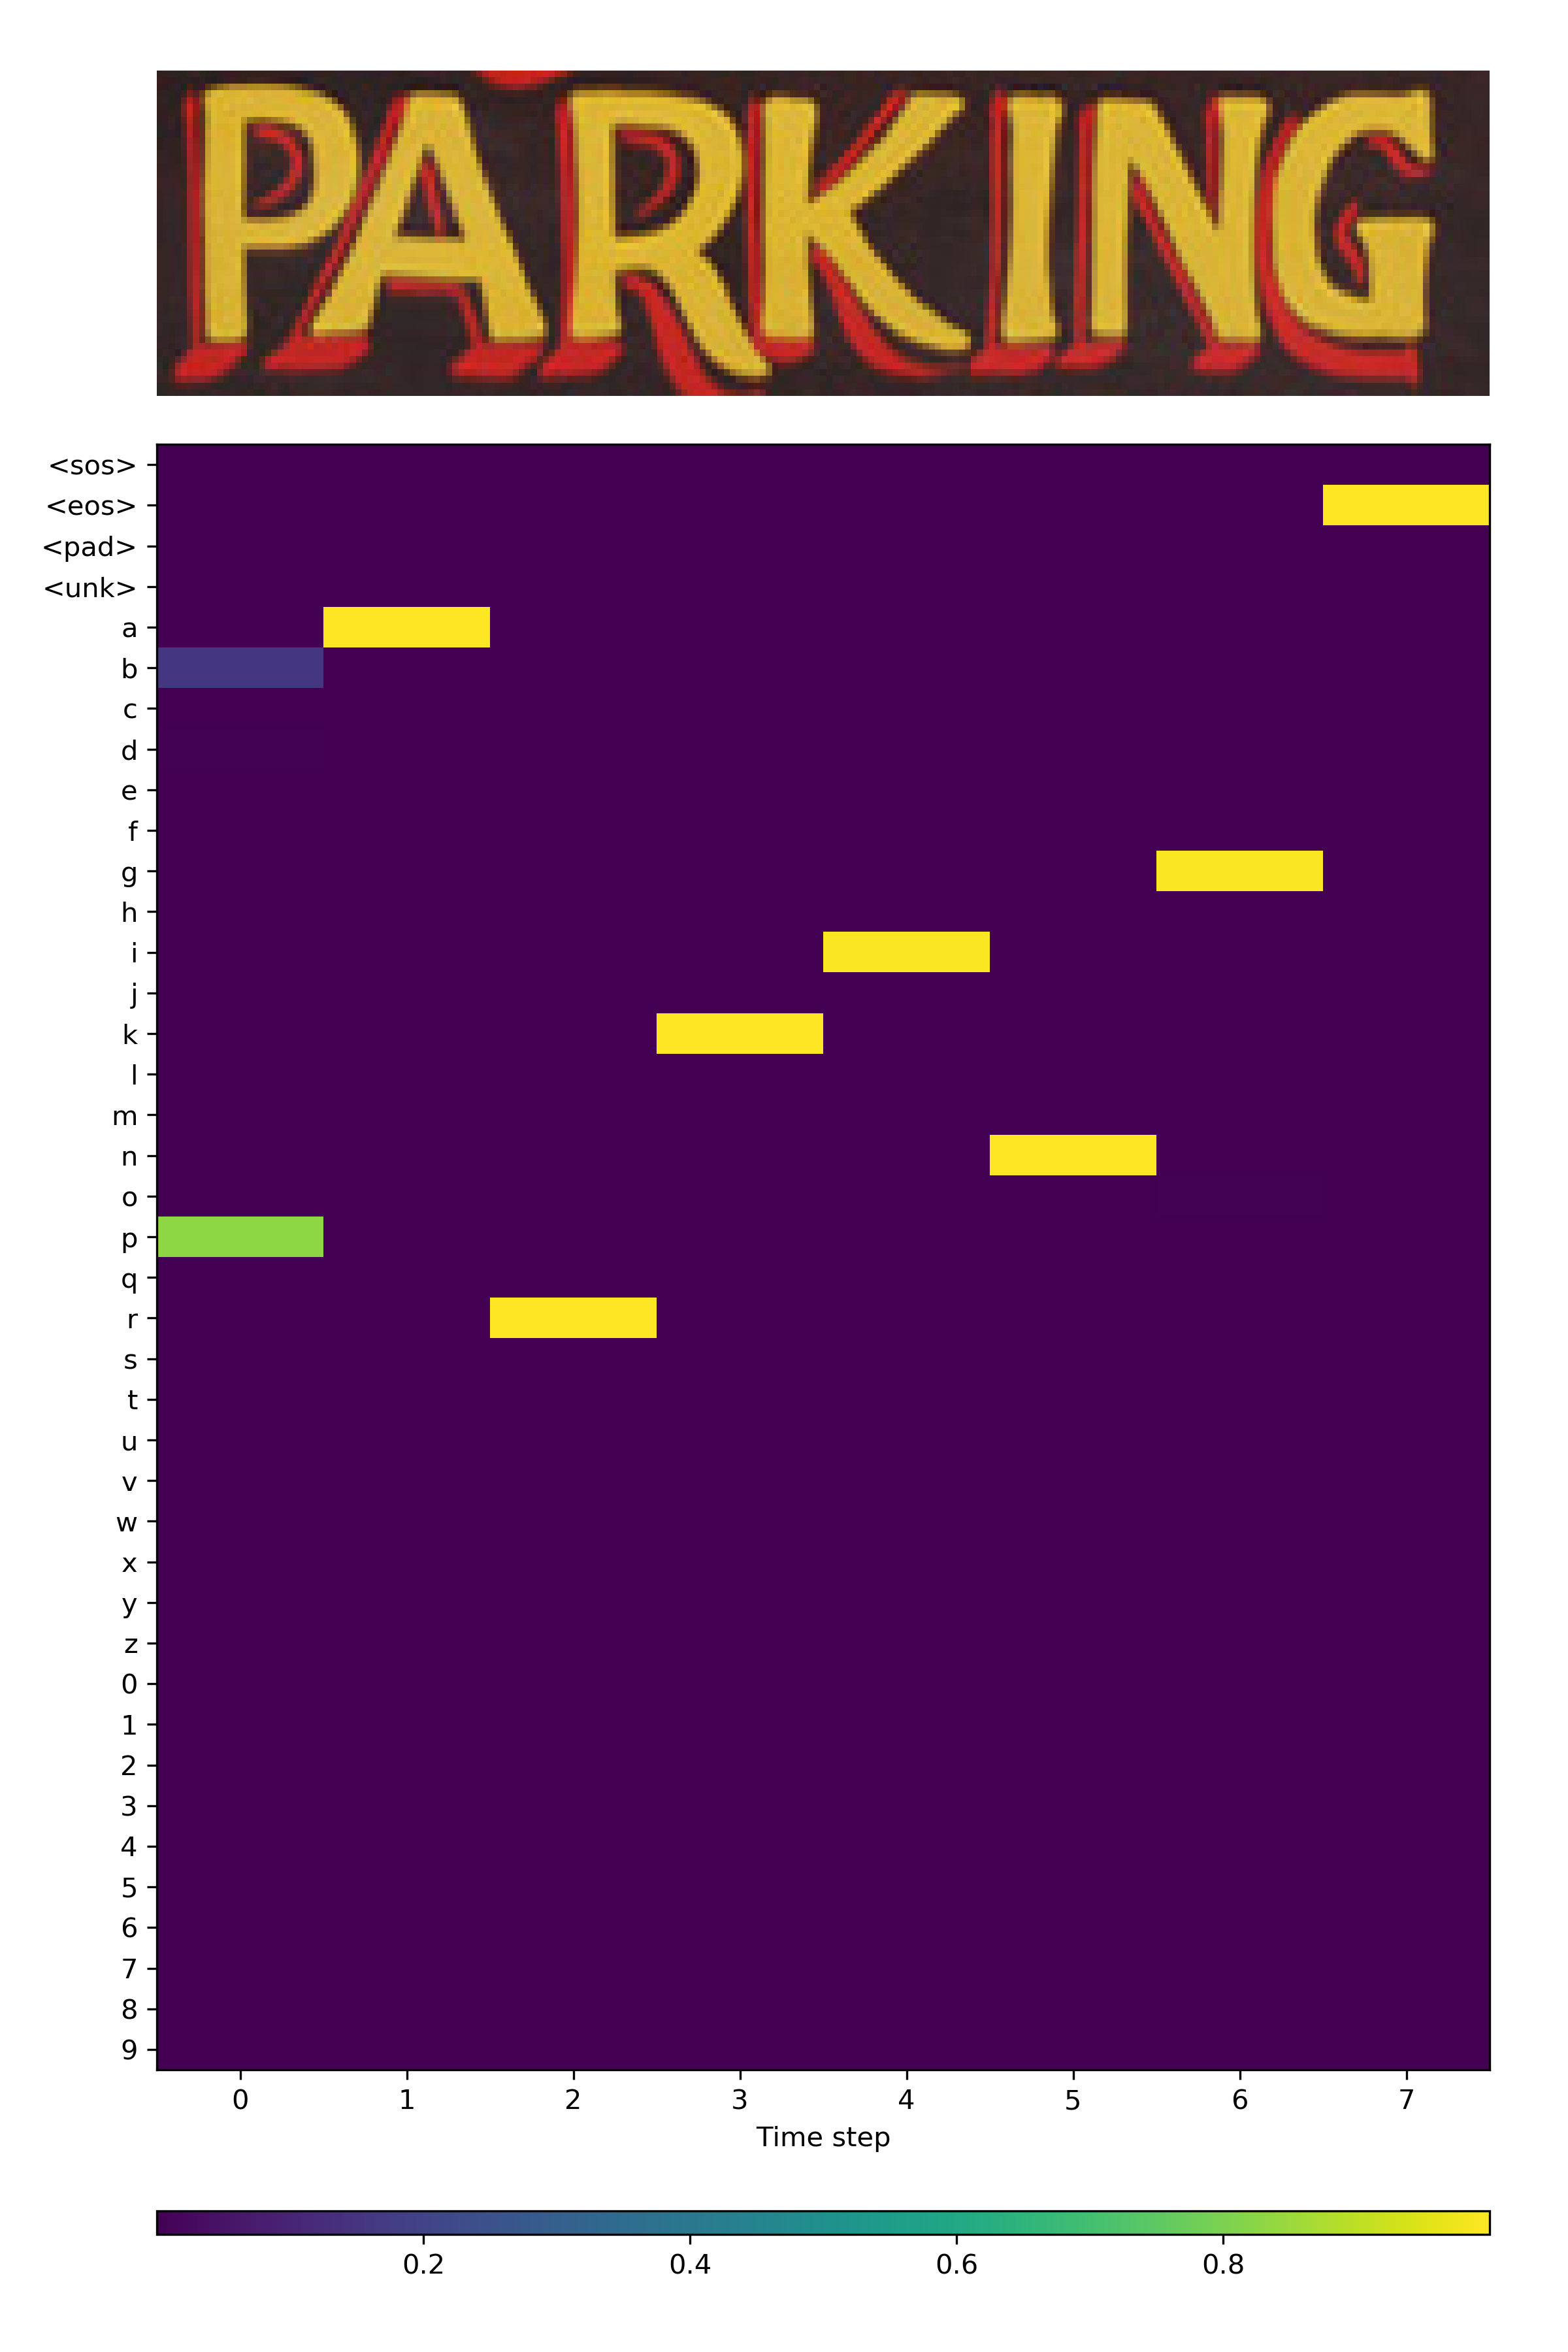 PARKING
<sos>
<eos>
<pad>
<unk>
a
b
c
d
e
f
g
h
i
j
k
l
m
n
o
p
q
r
s
t
u
v
w
x
y
z
0
1
2
3
4
5
6
7
8
9
0 1 2 3 4 5 6 7
Time step
0.2 0.4 0.6 0.8